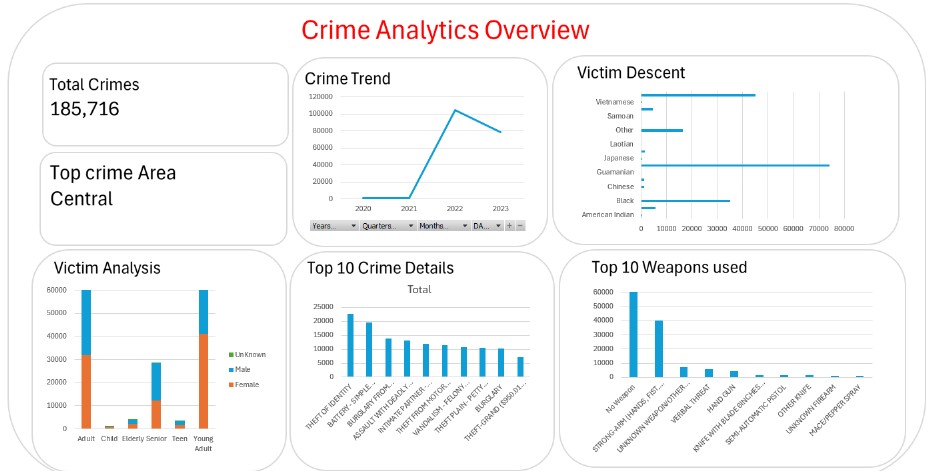 Crime Analytics Overview
Total Crimes
185,716
Top crime Area
Central
Crime Trend
120000
100000
80000
60000
40000
20000
0
2020 2021 2022 2023
Years... Quarters... Months... DA... + −
Victim Descent
Vietnamese
Samoan
Other
Laotian
Japanese
Guamanian
Chinese
Black
American Indian
0 10000 20000 30000 40000 50000 60000 70000 80000
Victim Analysis
60000
50000
40000
30000
20000
10000
0
Adult Child Elderly Senior Teen Young
Adult
UnKnown
Male
Female
Top 10 Crime Details
Total
25000
20000
15000
10000
5000
0
THEFT OF IDENTITY
BATTERY - SIMPLE...
BURGLARY FROM...
ASSAULT WITH DEADLY...
INTIMATE PARTNER -...
THEFT FROM MOTOR...
VANDALISM - FELONY...
THEFT PLAIN - PETTY...
BURGLARY
THEFT-GRAND ($950.01...
Top 10 Weapons used
60000
50000
40000
30000
20000
10000
0
No Weapon
STRONG-ARM (HANDS, FIST,...
UNKNOWN WEAPON/OTHER...
VERBAL THREAT
HAND GUN
KNIFE WITH BLADE 6INCHES...
SEMI-AUTOMATIC PISTOL
OTHER KNIFE
UNKNOWN FIREARM
MACE/PEPPER SPRAY